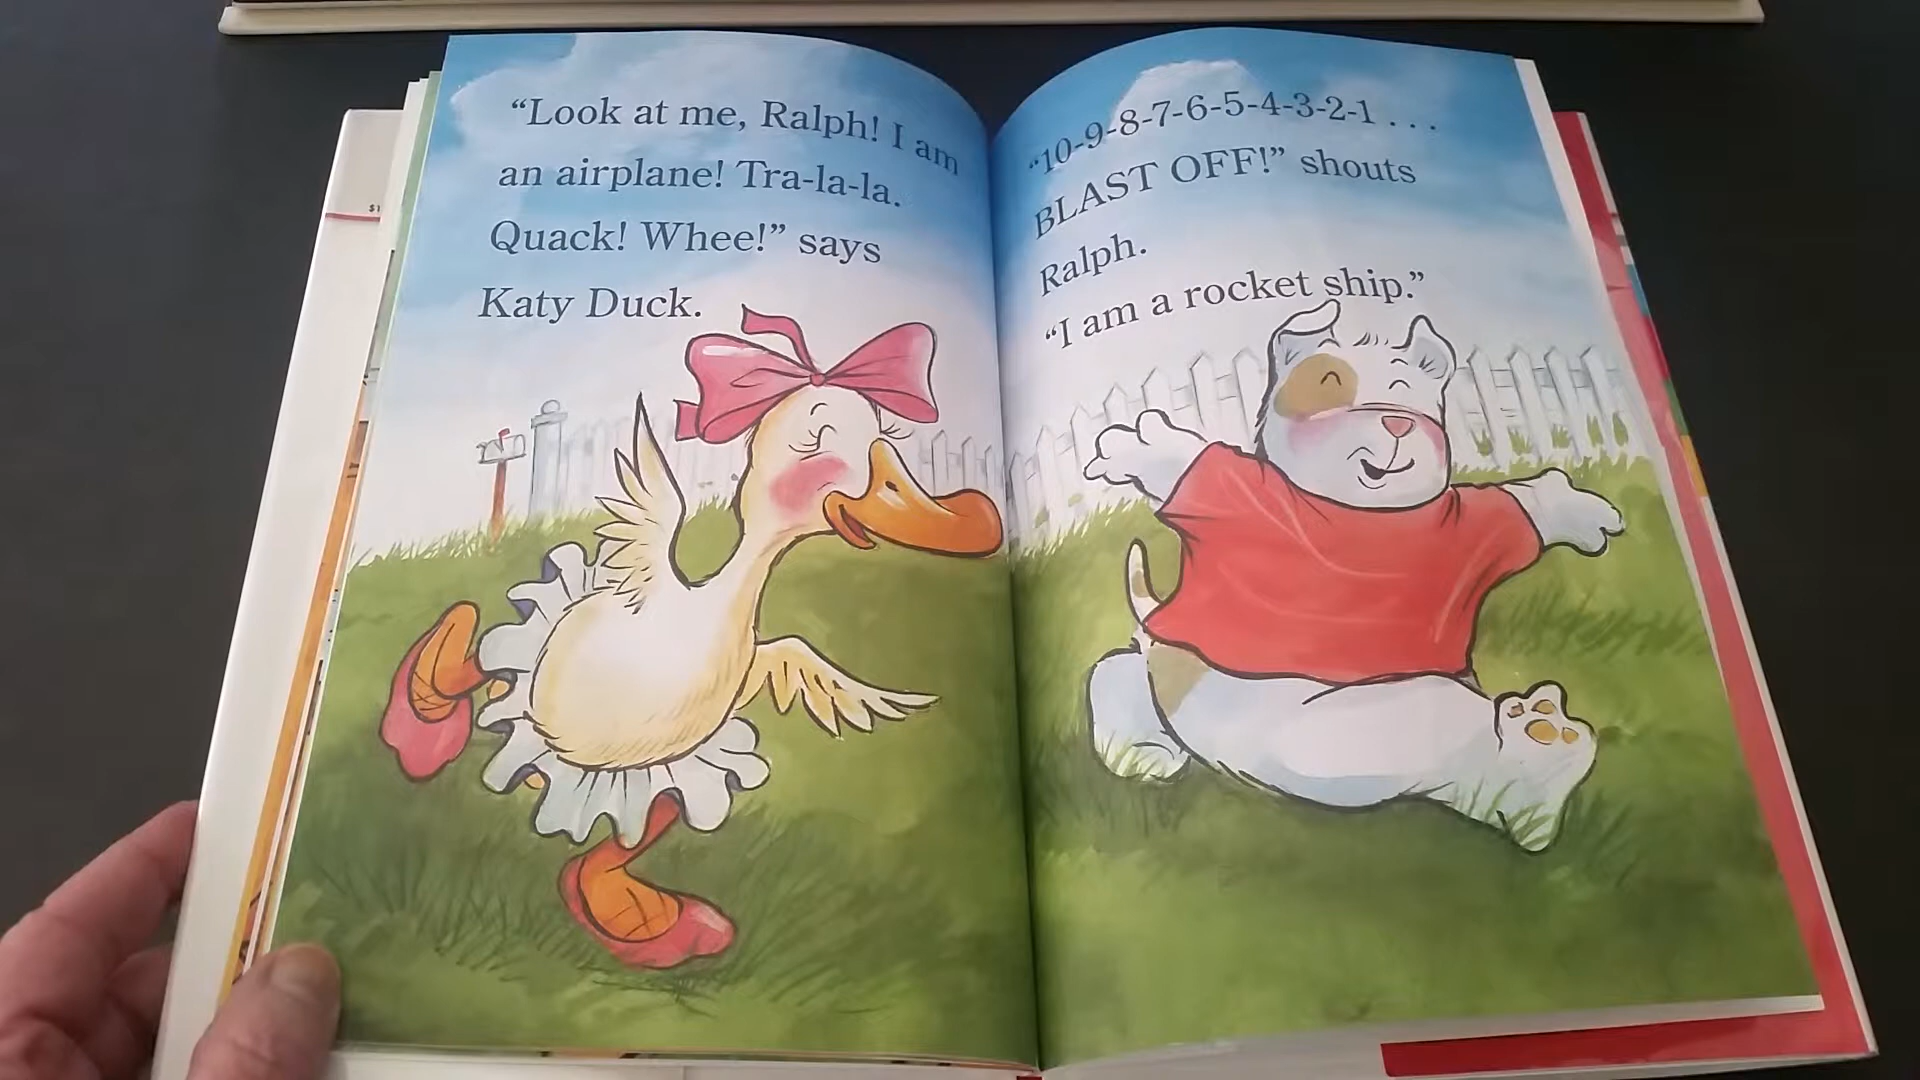 “Look at me, Ralph! I am
an airplane! Tra-la-la.
Quack! Whee!” says
Katy Duck.
“10-9-8-7-6-5-4-3-2-1 . . .
BLAST OFF!” shouts
Ralph.
“I am a rocket ship.”
$1